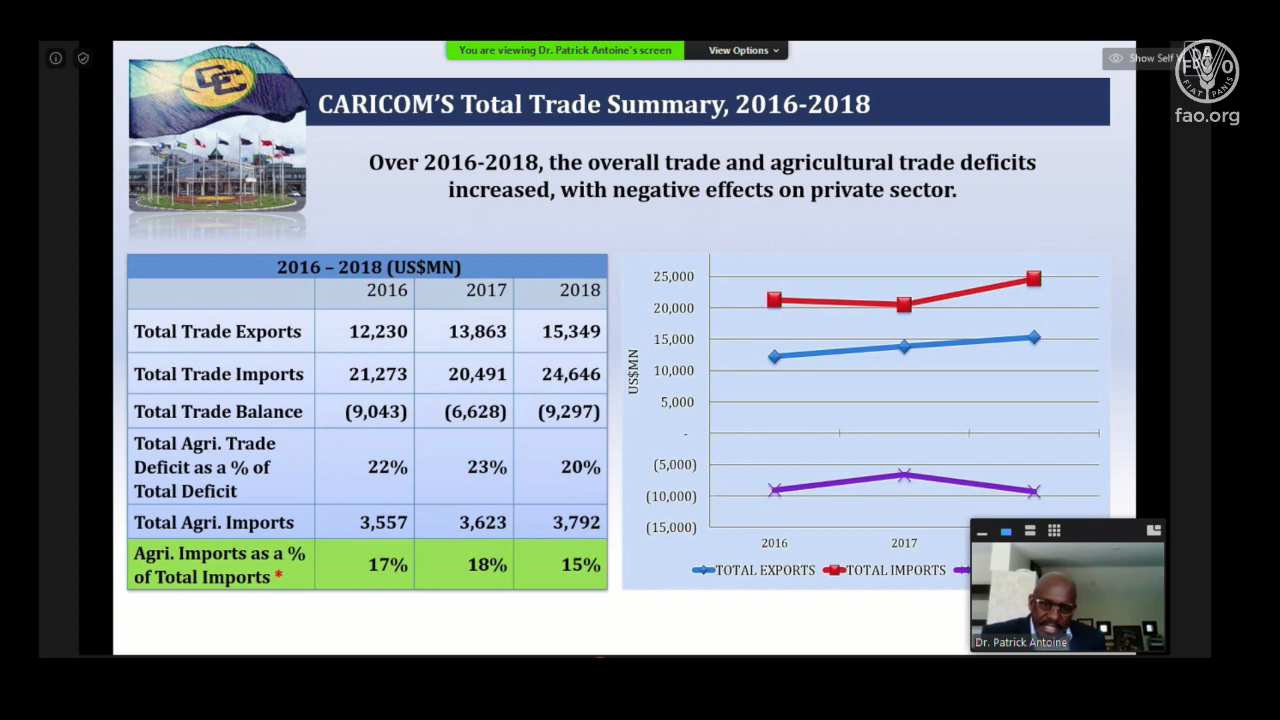 You are viewing Dr. Patrick Antoine's screen
View Options
Show Self
FIAT
PANIS
fao.org
CARICOM'S Total Trade Summary, 2016-2018
Over 2016-2018, the overall trade and agricultural trade deficits
increased, with negative effects on private sector.
2016 – 2018 (US$MN)
2016 2017 2018
Total Trade Exports 12,230 13,863 15,349
Total Trade Imports 21,273 20,491 24,646
Total Trade Balance (9,043) (6,628) (9,297)
Total Agri. Trade
Deficit as a % of 22% 23% 20%
Total Deficit
Total Agri. Imports 3,557 3,623 3,792
Agri. Imports as a %
of Total Imports * 17% 18% 15%
US$MN
25,000
20,000
15,000
10,000
5,000
-
(5,000)
(10,000)
(15,000)
2016 2017
TOTAL EXPORTS TOTAL IMPORTS
Dr. Patrick Antoine